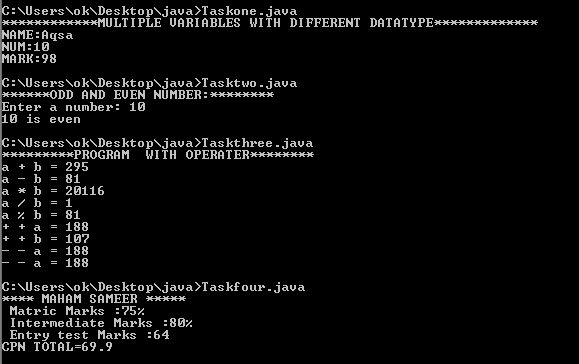 C:\Users\ok\Desktop\java>Taskone.java
************MULTIPLE VARIABLES WITH DIFFERENT DATATYPE*************
NAME:Aqsa
NUM:10
MARK:98
C:\Users\ok\Desktop\java>Tasktwo.java
******ODD AND EVEN NUMBER:********
Enter a number: 10
10 is even
C:\Users\ok\Desktop\java>Taskthree.java
*********PROGRAM  WITH OPERATER********
a + b = 295
a - b = 81
a * b = 20116
a / b = 1
a % b = 81
+ + a = 188
+ + b = 107
- - a = 188
- - a = 188
C:\Users\ok\Desktop\java>Taskfour.java
**** MAHAM SAMEER *****
Matric Marks :75%
Intermediate Marks :80%
Entry test Marks :64
CPN TOTAL=69.9